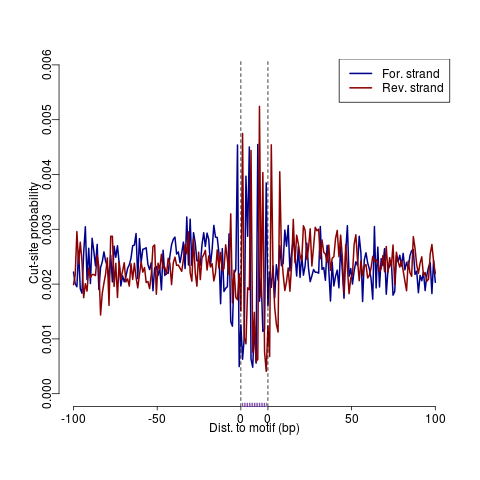 For. strand
Rev. strand
0.006
0.005
0.004
0.003
0.002
0.001
0.000
Cut-site probability
-100 -50 0 0 50 100
Dist. to motif (bp)